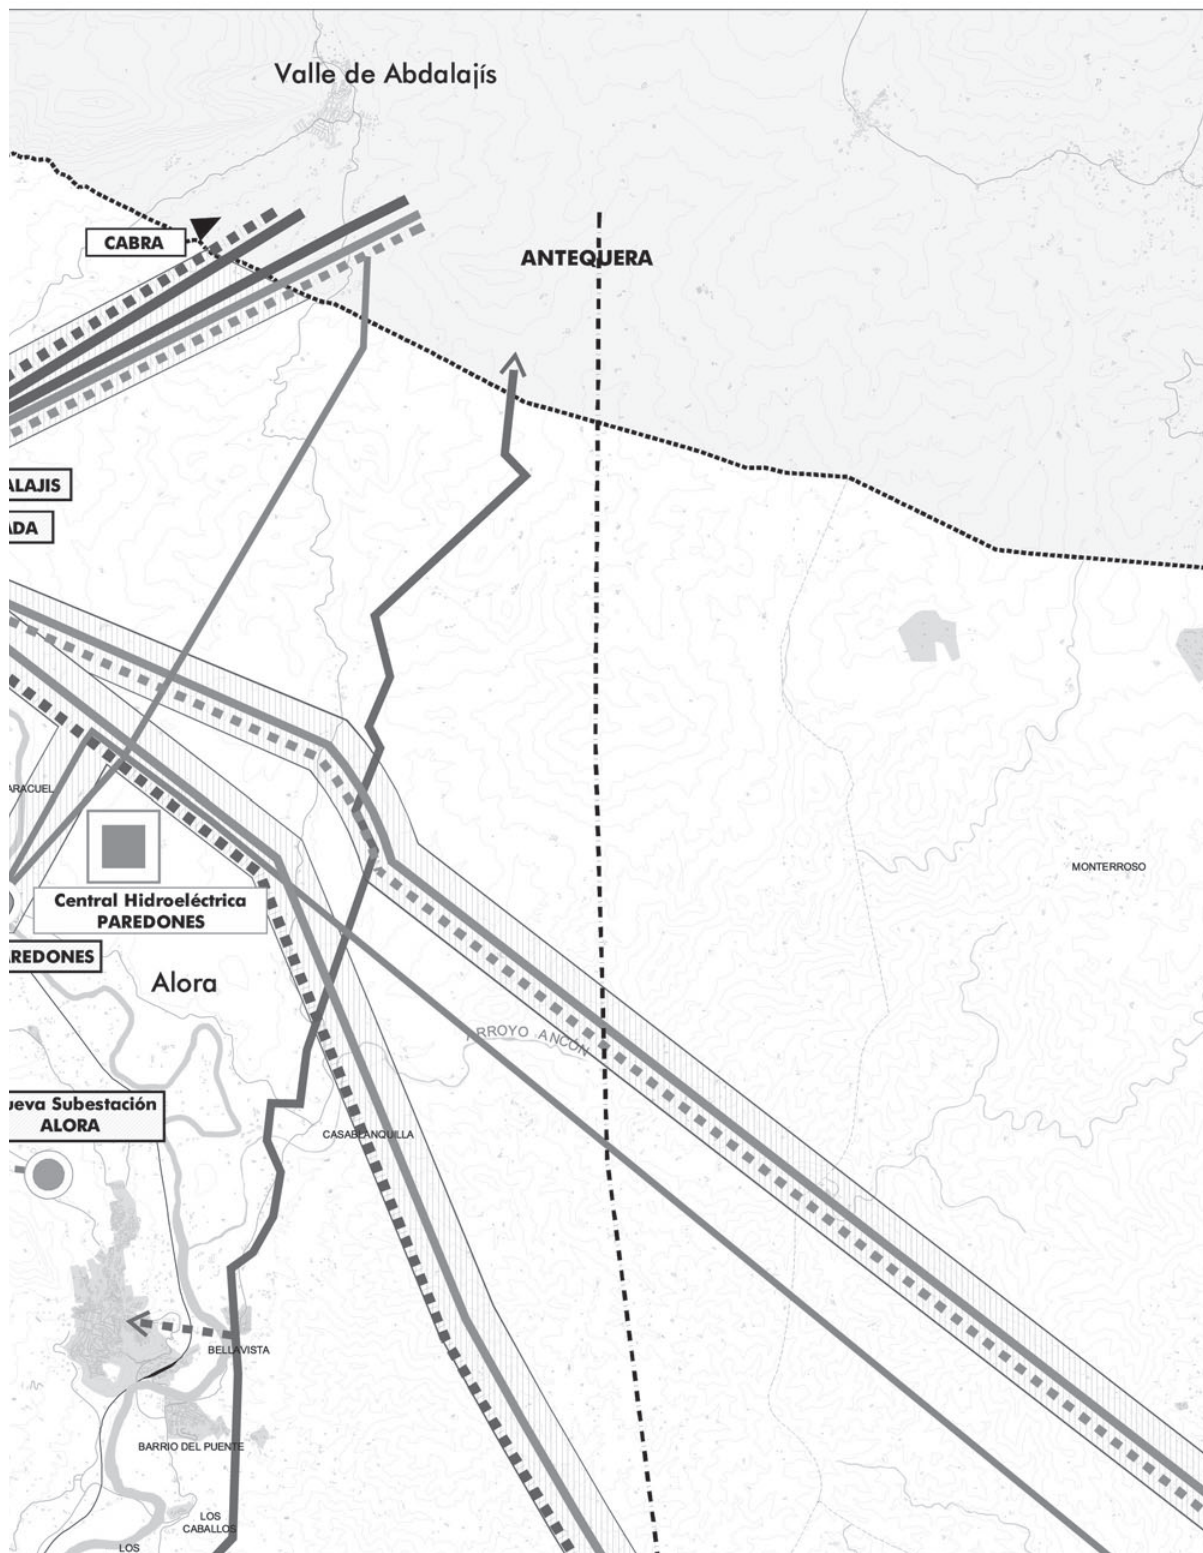 Valle de Abdalajís
CABRA
ANTEQUERA
ALAJIS
ADA
ARACUEL
MONTERROSO
Central Hidroeléctrica
PAREDONES
AREDONES
Alora
ARROYO ANCÓN
ueva Subestación
ALORA
CASABLANQUILLA
BELLAVISTA
BARRIO DEL PUENTE
LOS
CABALLOS
LOS